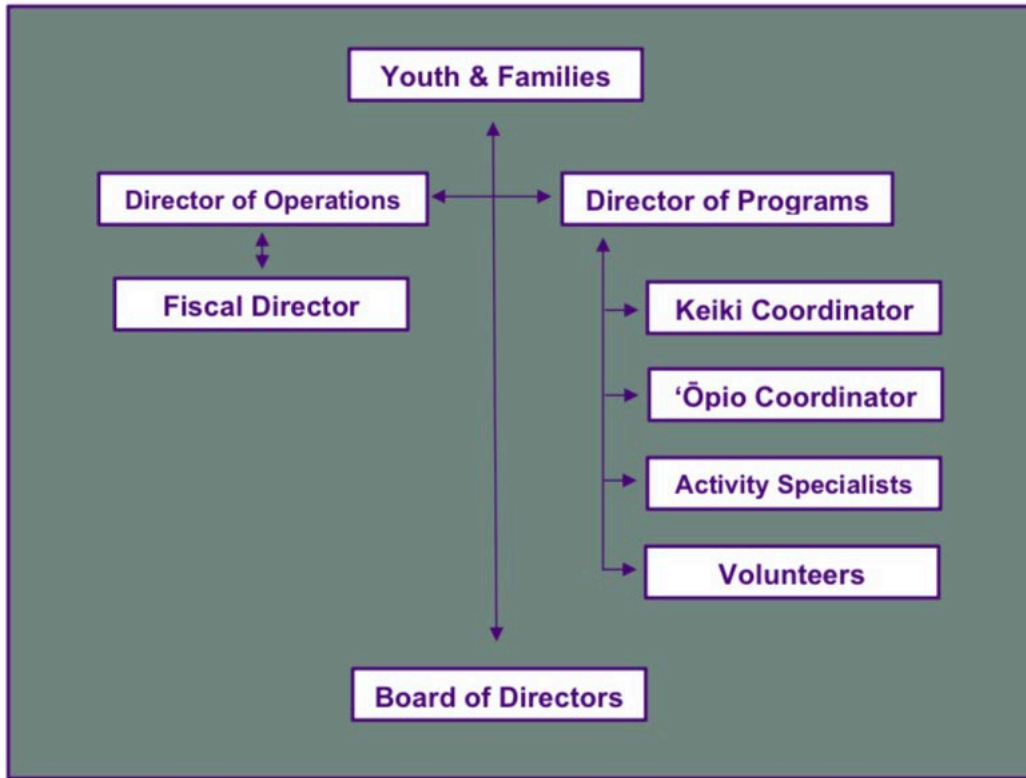 Youth & Families
Director of Operations
Director of Programs
Fiscal Director
Keiki Coordinator
‘Ōpio Coordinator
Activity Specialists
Volunteers
Board of Directors